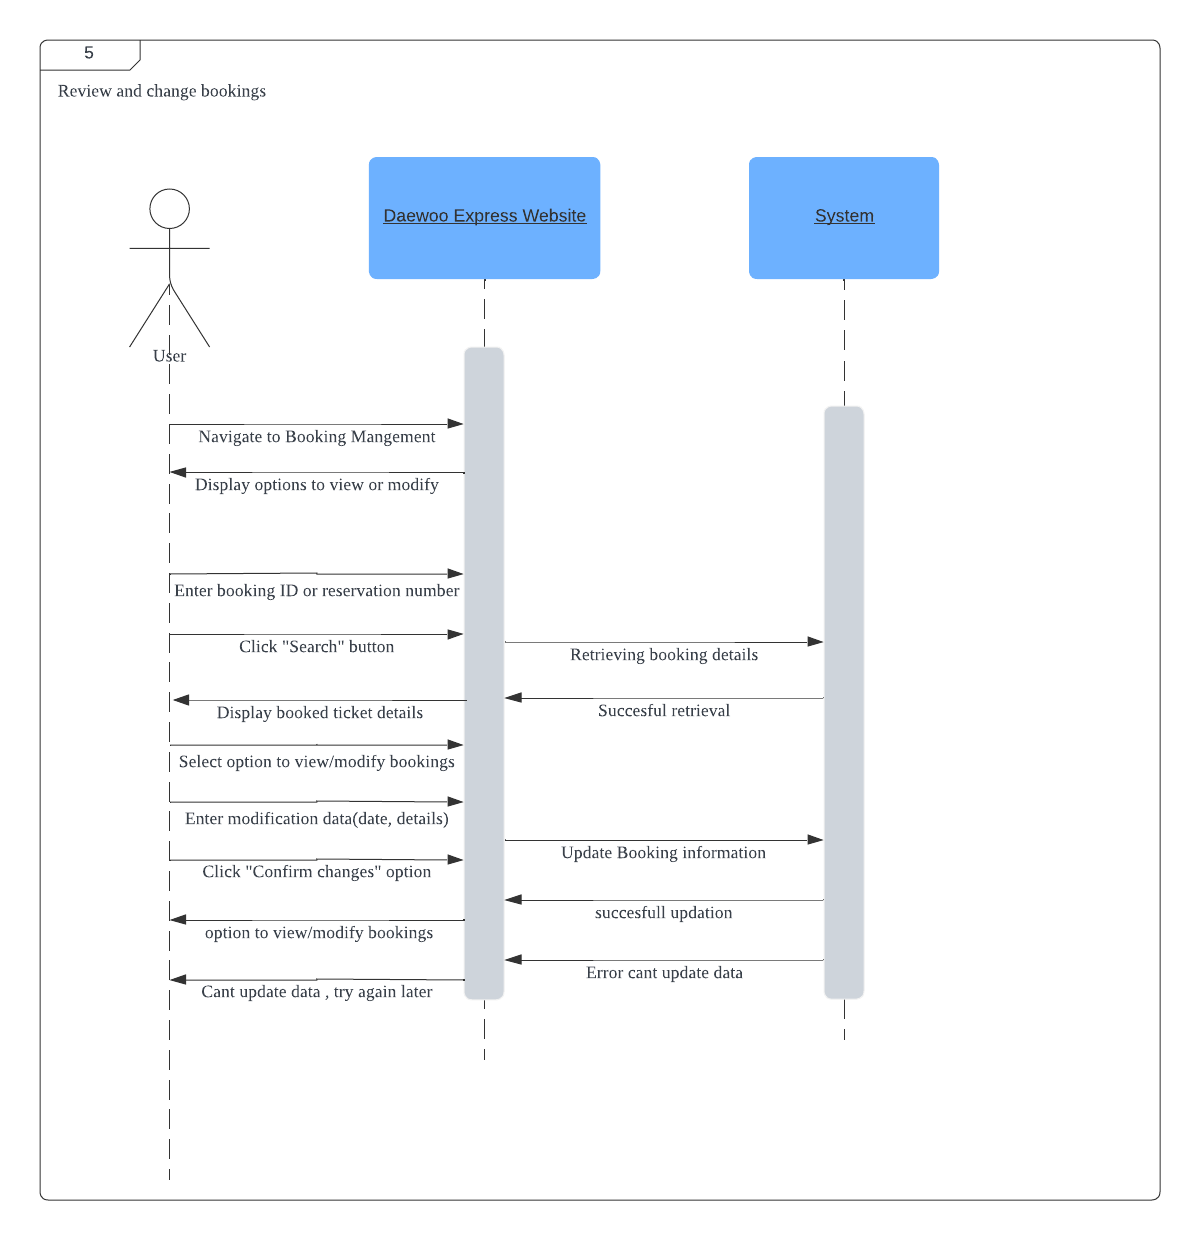 5
Review and change bookings
Daewoo Express Website
System
User
Navigate to Booking Mangement
Display options to view or modify
Enter booking ID or reservation number
Click "Search" button
Retrieving booking details
Succesful retrieval
Display booked ticket details
Select option to view/modify bookings
Enter modification data(date, details)
Update Booking information
Click "Confirm changes" option
succesfull updation
option to view/modify bookings
Error cant update data
Cant update data , try again later